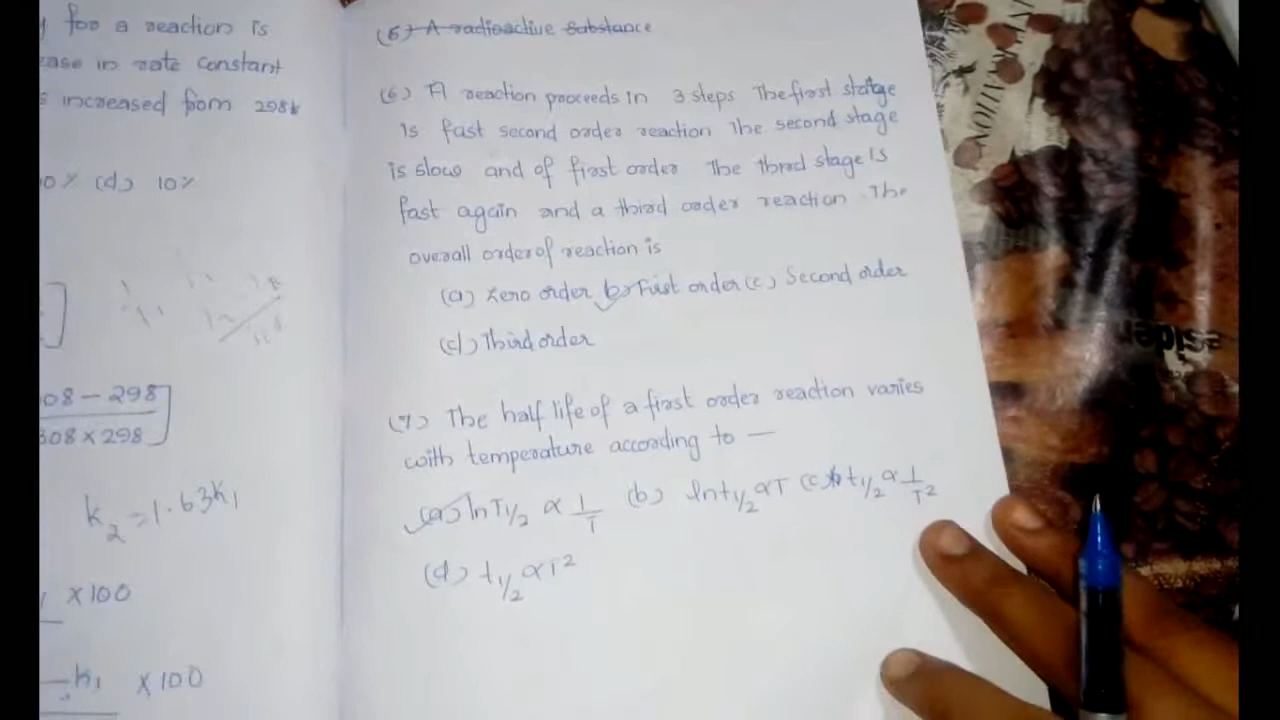 foo a reaction is
ease in rate constant
s increased from 298k
0% (d) 10%
08 - 298
308 × 298
k2 = 1.63k1
× 100
k1 × 100
(5) A radioactive Substance
(6) A reaction proceeds in 3 steps The first stage
is fast second order reaction The second stage
is slow and of first order The third stage is
fast again and a third order reaction. The
overall order of reaction is
(a) Zero order b) First order (c) Second order
(d) Third order
(7) The half life of a first order reaction varies
with temperature according to —
(a) ln T1/2 ∝ 1/T (b) ln t1/2 ∝ T (c) t1/2 ∝ 1/T²
(d) t1/2 ∝ T²